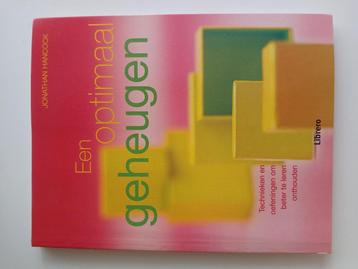 JONATHAN HANCOCK
Een
optimaal
geheugen
Technieken en
oefeningen om
beter te leren
onthouden
Librero